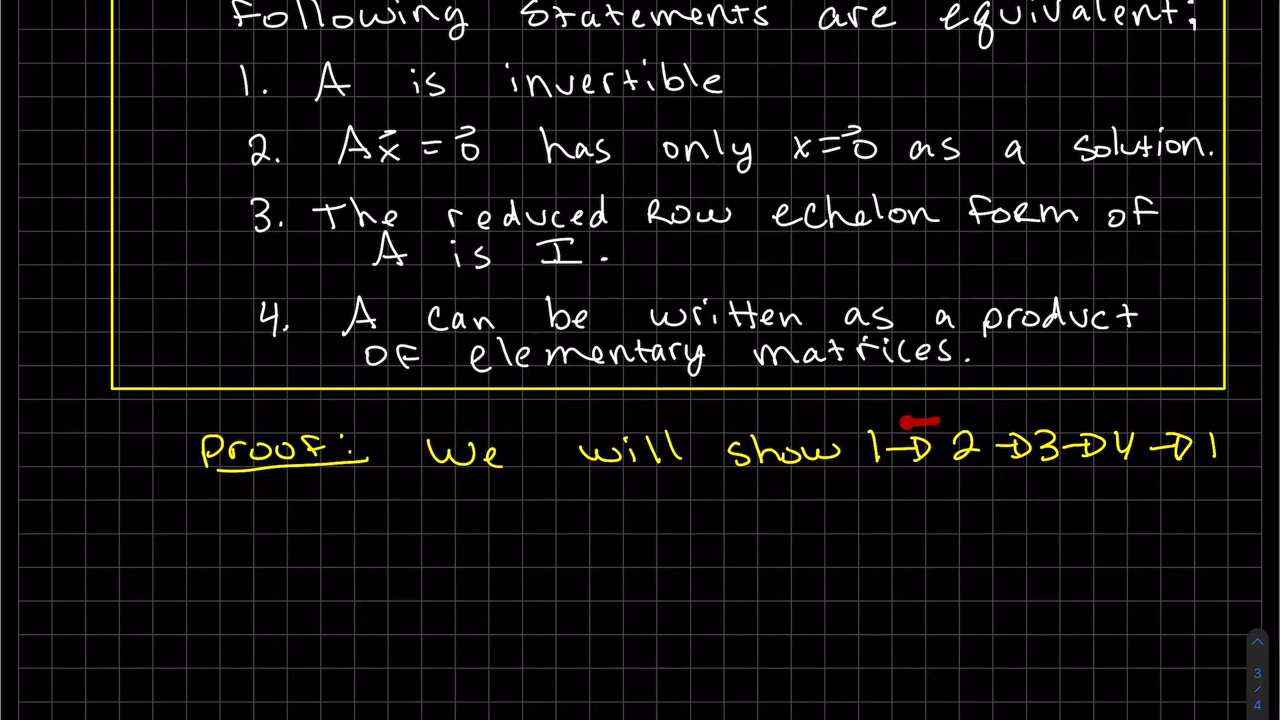 Following statements are equivalent:
1. A is invertible
2. Ax⃗ = 0⃗ has only x = 0⃗ as a solution.
3. The reduced row echelon form of
A is I.
4. A can be written as a product
of elementary matrices.
Proof: We will show 1→2→3→4→1
3
/
4